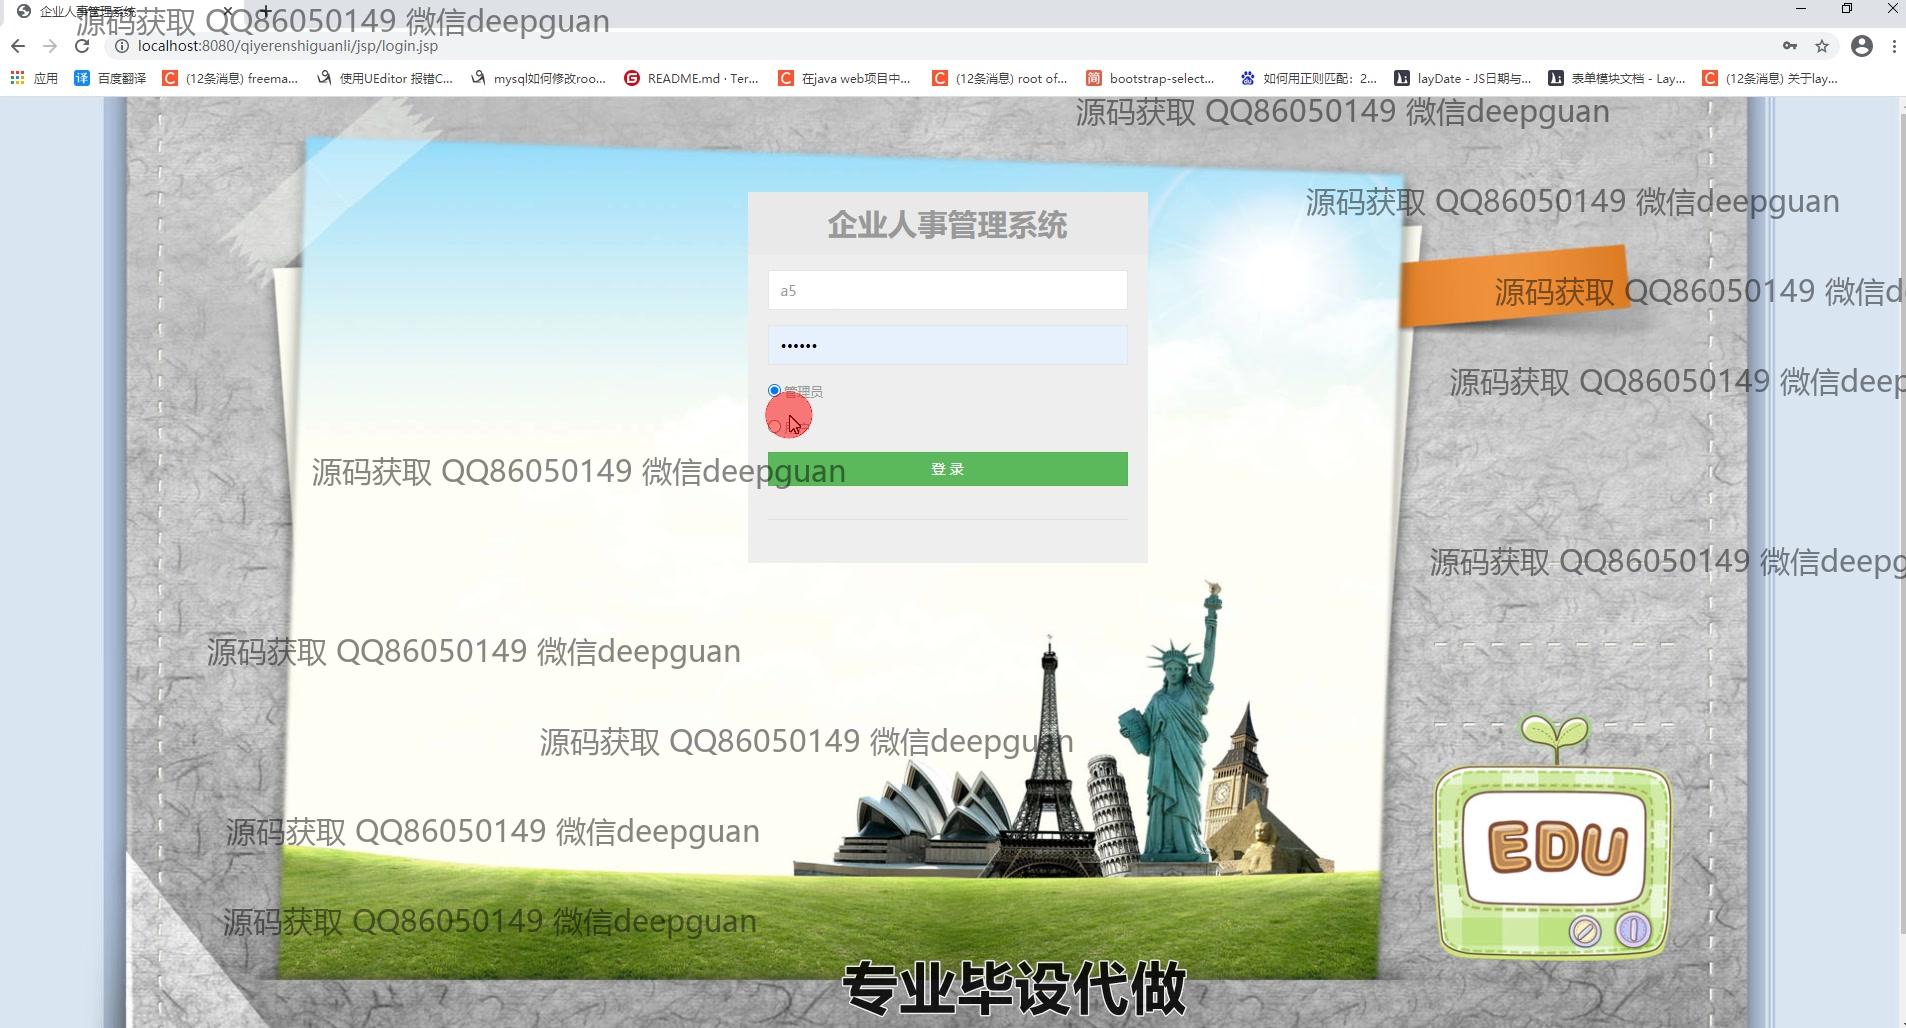 企业人事管理系统
源码获取 QQ86050149 微信deepguan
localhost:8080/qiyerenshiguanli/jsp/login.jsp
应用
百度翻译
(12条消息) freema...
使用UEditor 报错C...
mysql如何修改roo...
README.md · Ter...
在java web项目中...
(12条消息) root of...
bootstrap-select...
如何用正则匹配：2...
layDate - JS日期与...
表单模块文档 - Lay...
(12条消息) 关于lay...
源码获取 QQ86050149 微信deepguan
源码获取 QQ86050149 微信deepguan
企业人事管理系统
a5
源码获取 QQ86050149 微信d
源码获取 QQ86050149 微信deep
管理员
登 录
源码获取 QQ86050149 微信deepguan
源码获取 QQ86050149 微信deepg
源码获取 QQ86050149 微信deepguan
源码获取 QQ86050149 微信deepguan
源码获取 QQ86050149 微信deepguan
EDU
源码获取 QQ86050149 微信deepguan
专业毕设代做